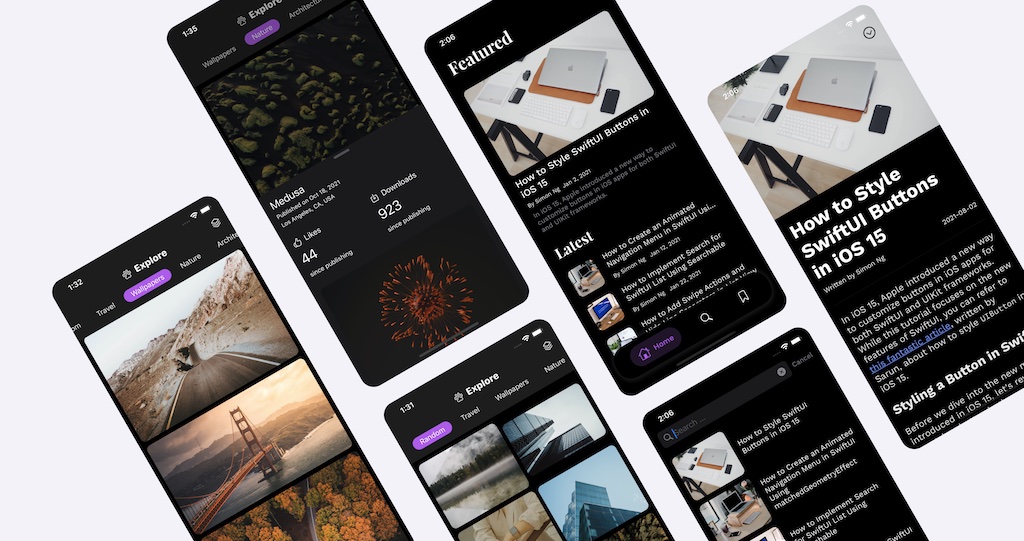 1:35
Explore
Wallpapers
Nature
Medusa
Published on Oct 18, 2021
Los Angeles, CA, USA
Likes
44
since publishing
Downloads
923
since publishing
2:06
Featured
How to Style SwiftUI Buttons in
iOS 15
By Simon Ng Jan 2, 2021
In iOS 15, Apple introduced a new way to
customize buttons in iOS apps for both SwiftUI
and UIKit frameworks.
Latest
How to Create an Animated
Navigation Menu in SwiftUI Usi...
By Simon Ng Jan 12, 2021
How to Implement Search for
SwiftUI List Using Searchable
By Simon Ng Jan 23, 2021
How to Add Swipe Actions and
Home
2:06
How to Style
SwiftUI Buttons
in iOS 15
Written by Simon Ng
2021-08-02
In iOS 15, Apple introduced a new way
to customize buttons in iOS apps for
both SwiftUI and UIKit frameworks.
While this tutorial focuses on the new
features of SwiftUI, you can refer to
this fantastic article, written by
Sarun, about how to style UIButton in
iOS 15.
Styling a Button in Swif
Before we dive into the new m
introduced in iOS 15, let's re
1:32
Explore
Travel
Wallpapers
Nature
1:31
Explore
Random
Travel
Wallpapers
Nature
2:06
Search ...
Cancel
How to Style SwiftUI
Buttons in iOS 15
How to Create an Animated
Navigation Menu in SwiftUI
Using
matchedGeometryEffect
How to Implement Search
for SwiftUI List Using
Searchable